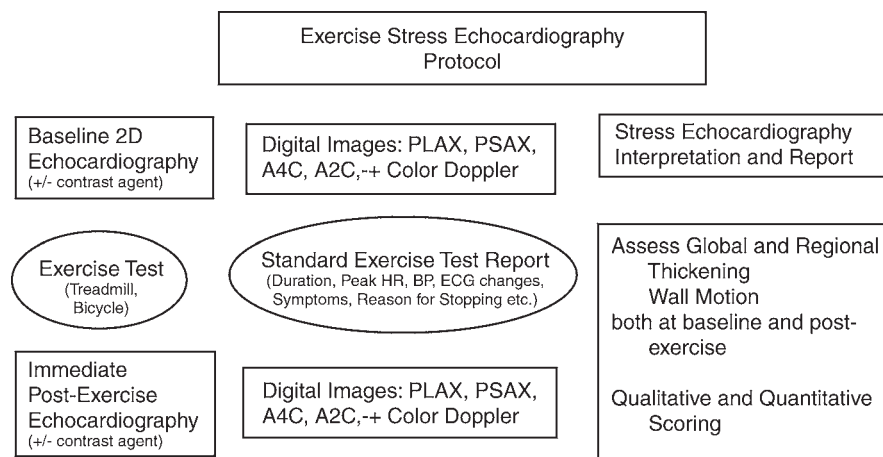 Exercise Stress Echocardiography
Protocol
Baseline 2D
Echocardiography
(+/- contrast agent)
Digital Images: PLAX, PSAX,
A4C, A2C,-+ Color Doppler
Stress Echocardiography
Interpretation and Report
Exercise Test
(Treadmill,
Bicycle)
Standard Exercise Test Report
(Duration, Peak HR, BP, ECG changes,
Symptoms, Reason for Stopping etc.)
Assess Global and Regional
Thickening
Wall Motion
both at baseline and post-
exercise
Qualitative and Quantitative
Scoring
Immediate
Post-Exercise
Echocardiography
(+/- contrast agent)
Digital Images: PLAX, PSAX,
A4C, A2C,-+ Color Doppler